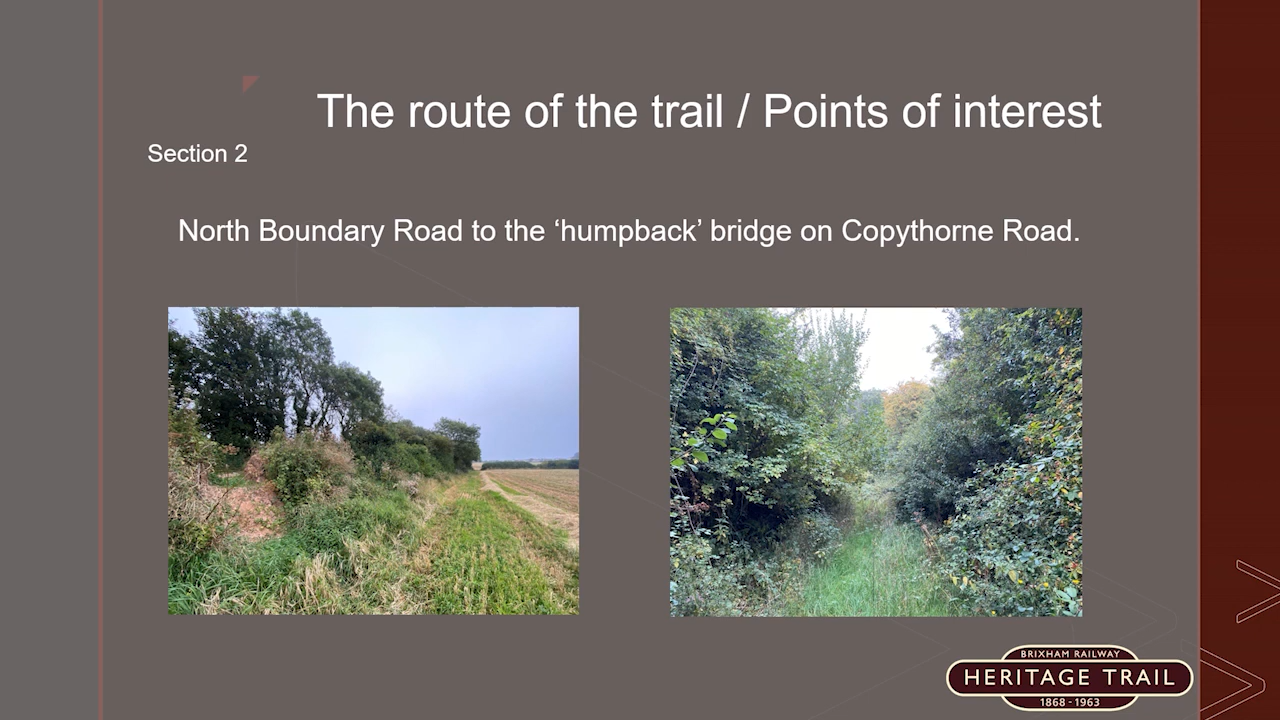 The route of the trail / Points of interest
Section 2
North Boundary Road to the ‘humpback’ bridge on Copythorne Road.
BRIXHAM RAILWAY
HERITAGE TRAIL
1868 - 1963